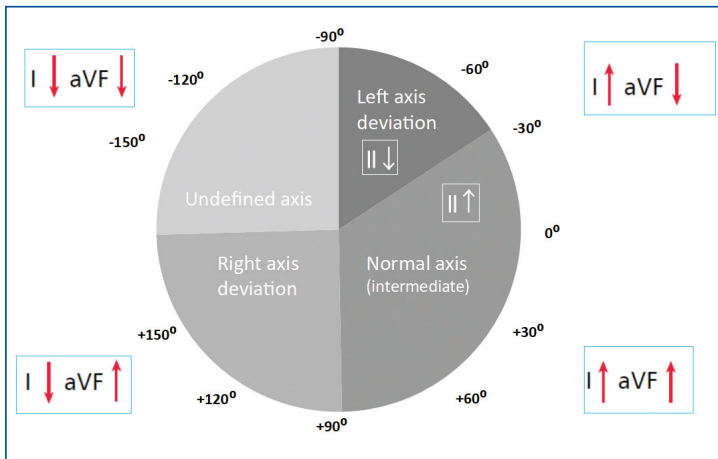 -90⁰
I ↓ aVF ↓
-120⁰
-60⁰
I ↑ aVF ↓
Left axis
deviation
-30⁰
-150⁰
II ↓
Undefined axis
II ↑
0⁰
Right axis
deviation
Normal axis
(intermediate)
+150⁰
+30⁰
I ↓ aVF ↑
I ↑ aVF ↑
+120⁰
+60⁰
+90⁰